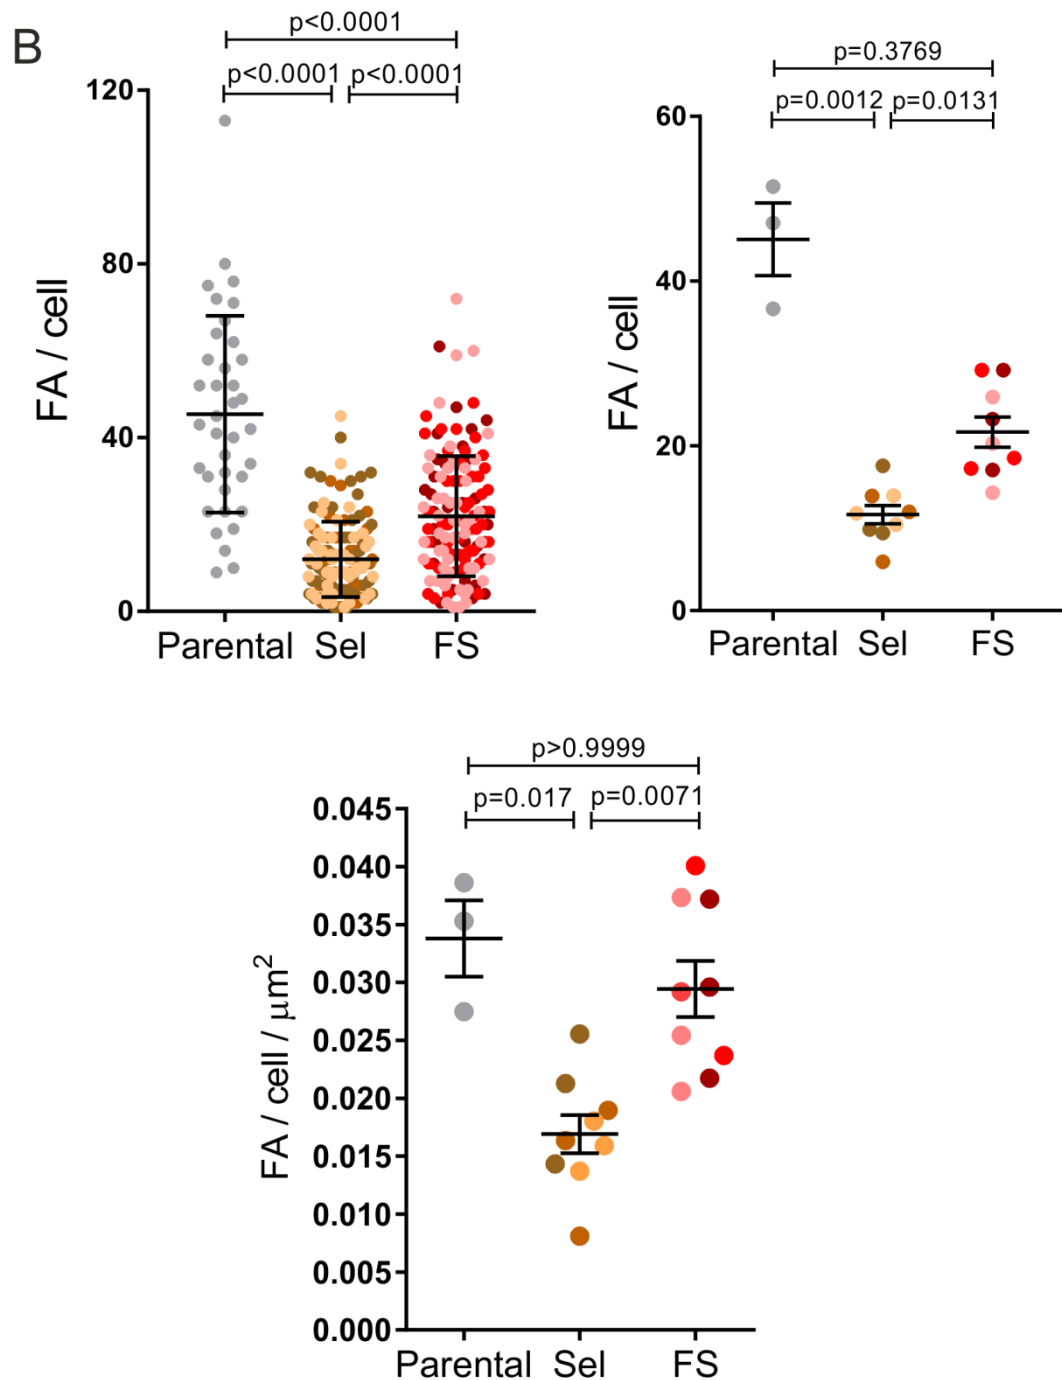 B
p<0.0001
p<0.0001 p<0.0001
FA / cell
120
80
40
0
Parental Sel FS
p=0.3769
p=0.0012 p=0.0131
FA / cell
60
40
20
0
Parental Sel FS
p>0.9999
p=0.017 p=0.0071
FA / cell / µm²
0.045
0.040
0.035
0.030
0.025
0.020
0.015
0.010
0.005
0.000
Parental Sel FS